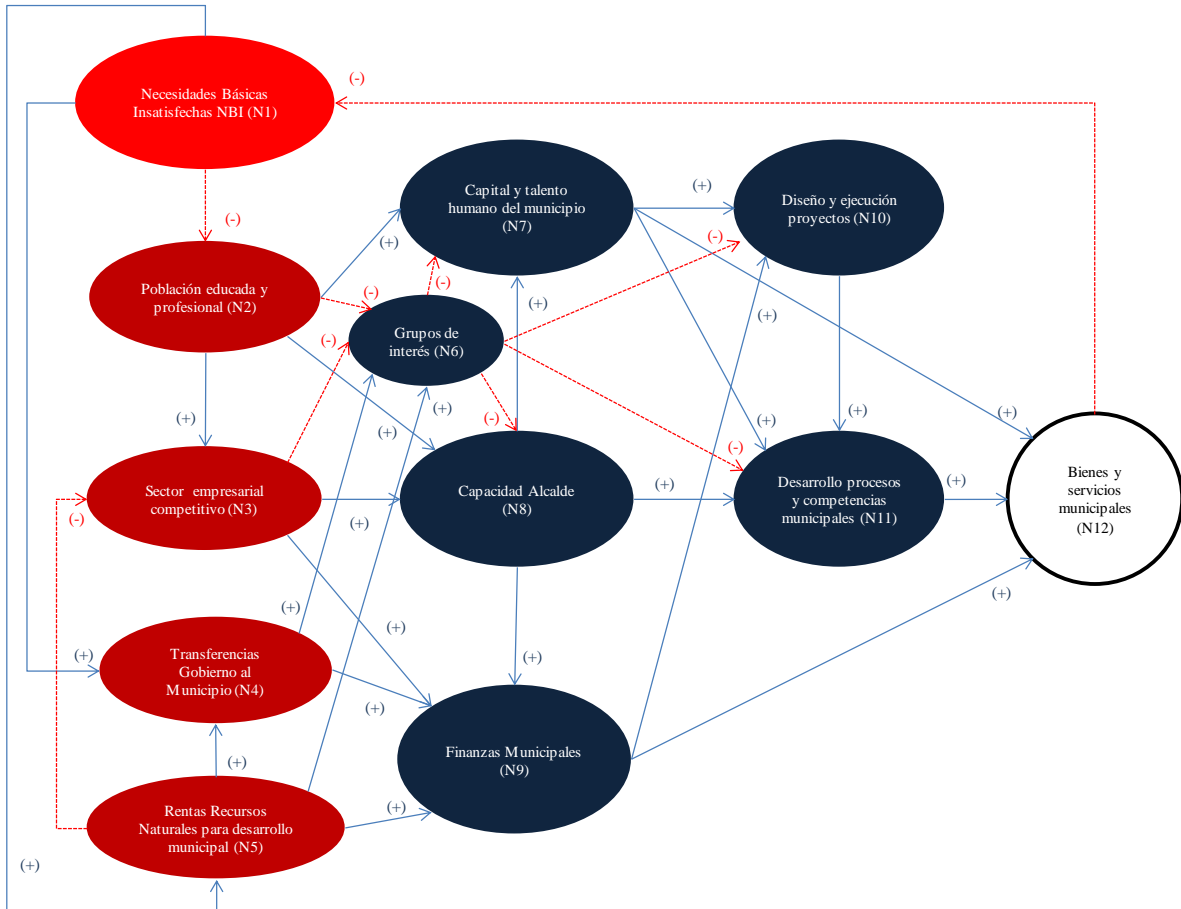 (-)
Necesidades Básicas
Insatisfechas NBI (N1)
(-)
Capital y talento
humano del municipio
(N7)
(+)
Diseño y ejecución
proyectos (N10)
(-)
(+)
Población educada y
profesional (N2)
(-)
(-)
(+)
Grupos de
interés (N6)
(-)
(+)
(+)
(+)
(-)
(+)
(+)
(+)
(-)
Sector empresarial
competitivo (N3)
(-)
Capacidad Alcalde
(N8)
(+)
(+)
Desarrollo procesos
y competencias
municipales (N11)
(+)
Bienes y
servicios
municipales
(N12)
(+)
(+)
(+)
(+)
(+)
Transferencias
Gobierno al
Municipio (N4)
(+)
(+)
Finanzas Municipales
(N9)
(+)
Rentas Recursos
Naturales para desarrollo
municipal (N5)
(+)
(+)